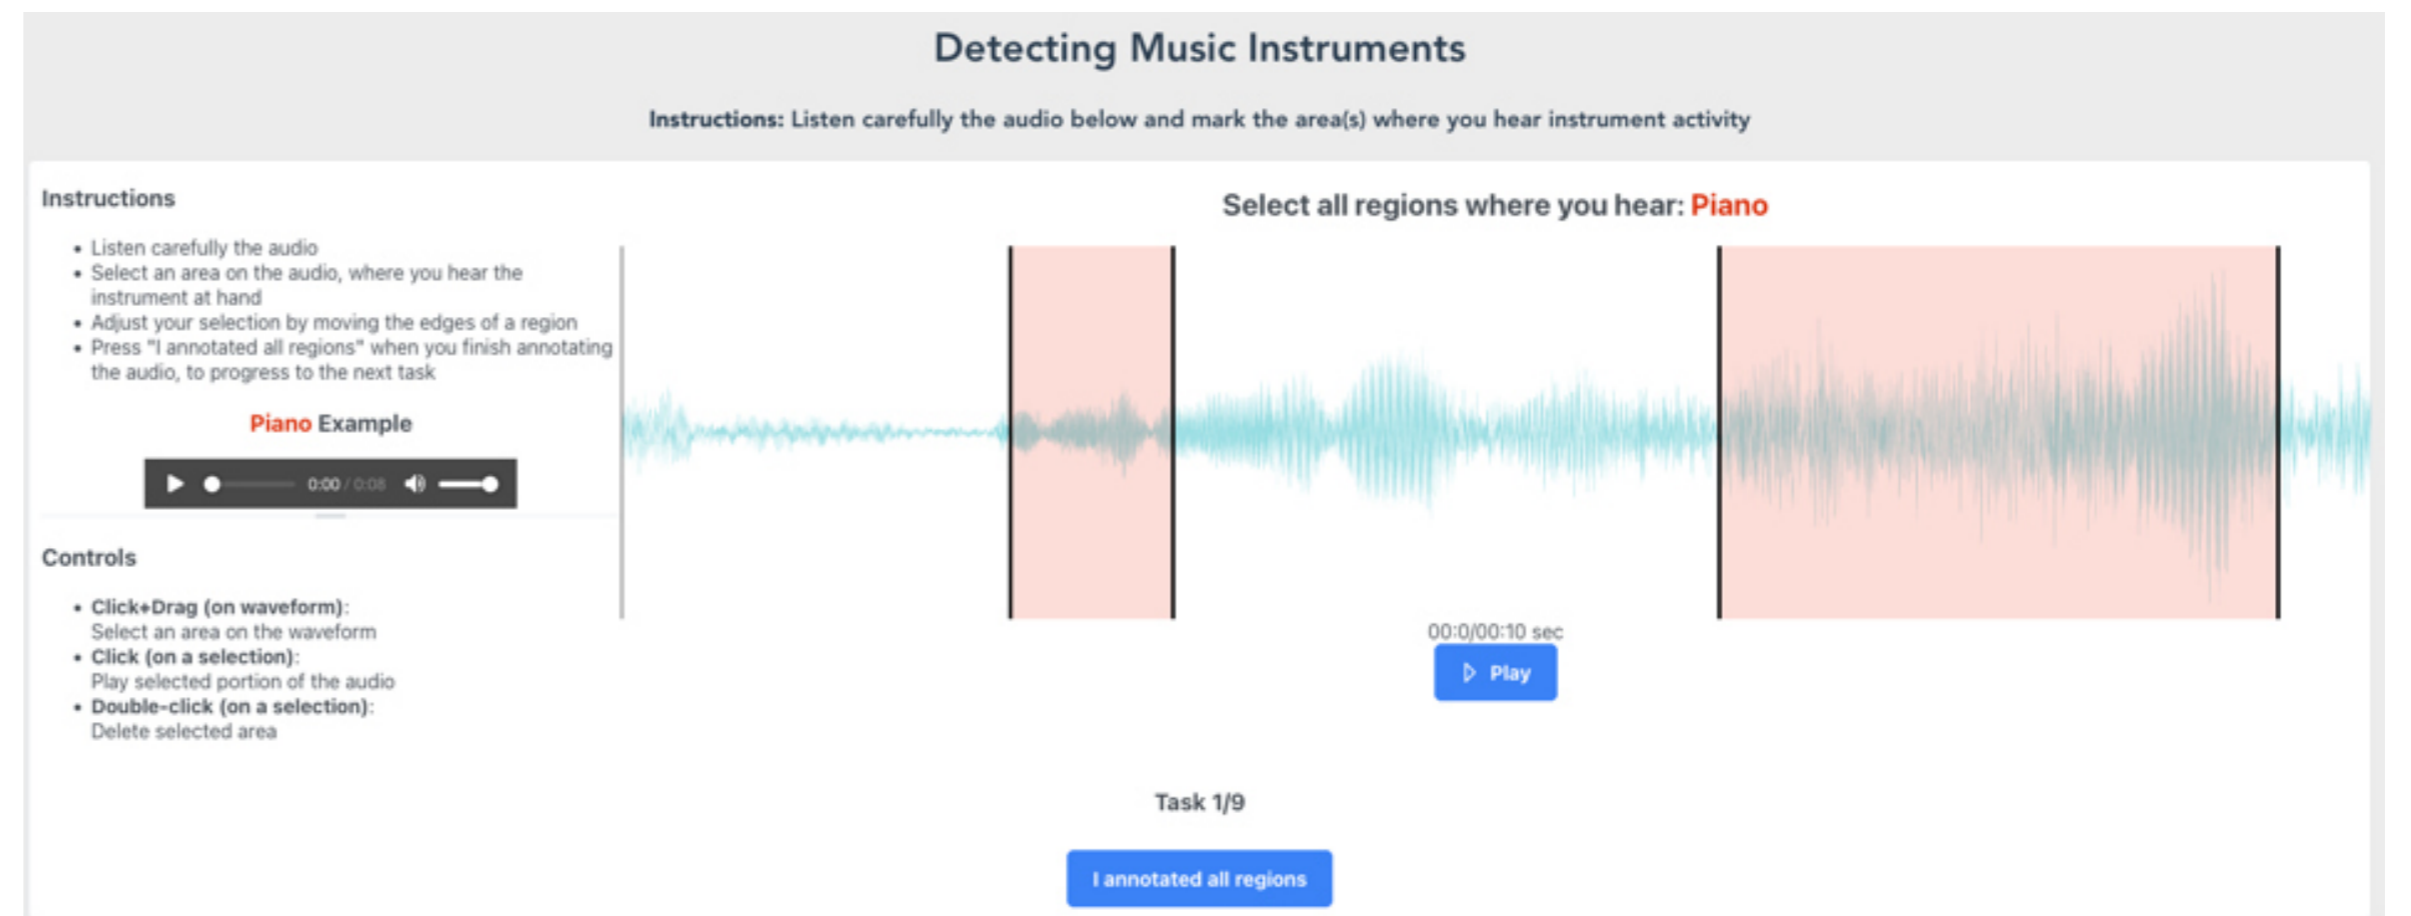 Detecting Music Instruments
Instructions: Listen carefully the audio below and mark the area(s) where you hear instrument activity
Instructions
• Listen carefully the audio
• Select an area on the audio, where you hear the
instrument at hand
• Adjust your selection by moving the edges of a region
• Press "I annotated all regions" when you finish annotating
the audio, to progress to the next task
Piano Example
0:00 / 0:08
Controls
• Click+Drag (on waveform):
Select an area on the waveform
• Click (on a selection):
Play selected portion of the audio
• Double-click (on a selection):
Delete selected area
Select all regions where you hear: Piano
00:0/00:10 sec
Play
Task 1/9
I annotated all regions